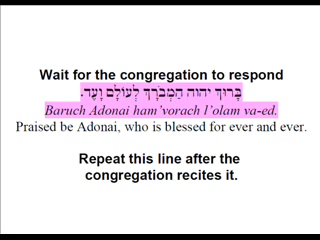 Wait for the congregation to respond
בָּרוּךְ יהוה הַמְבֹרָךְ לְעוֹלָם וָעֶד.
Baruch Adonai ham’vorach l’olam va-ed.
Praised be Adonai, who is blessed for ever and ever.
Repeat this line after the
congregation recites it.